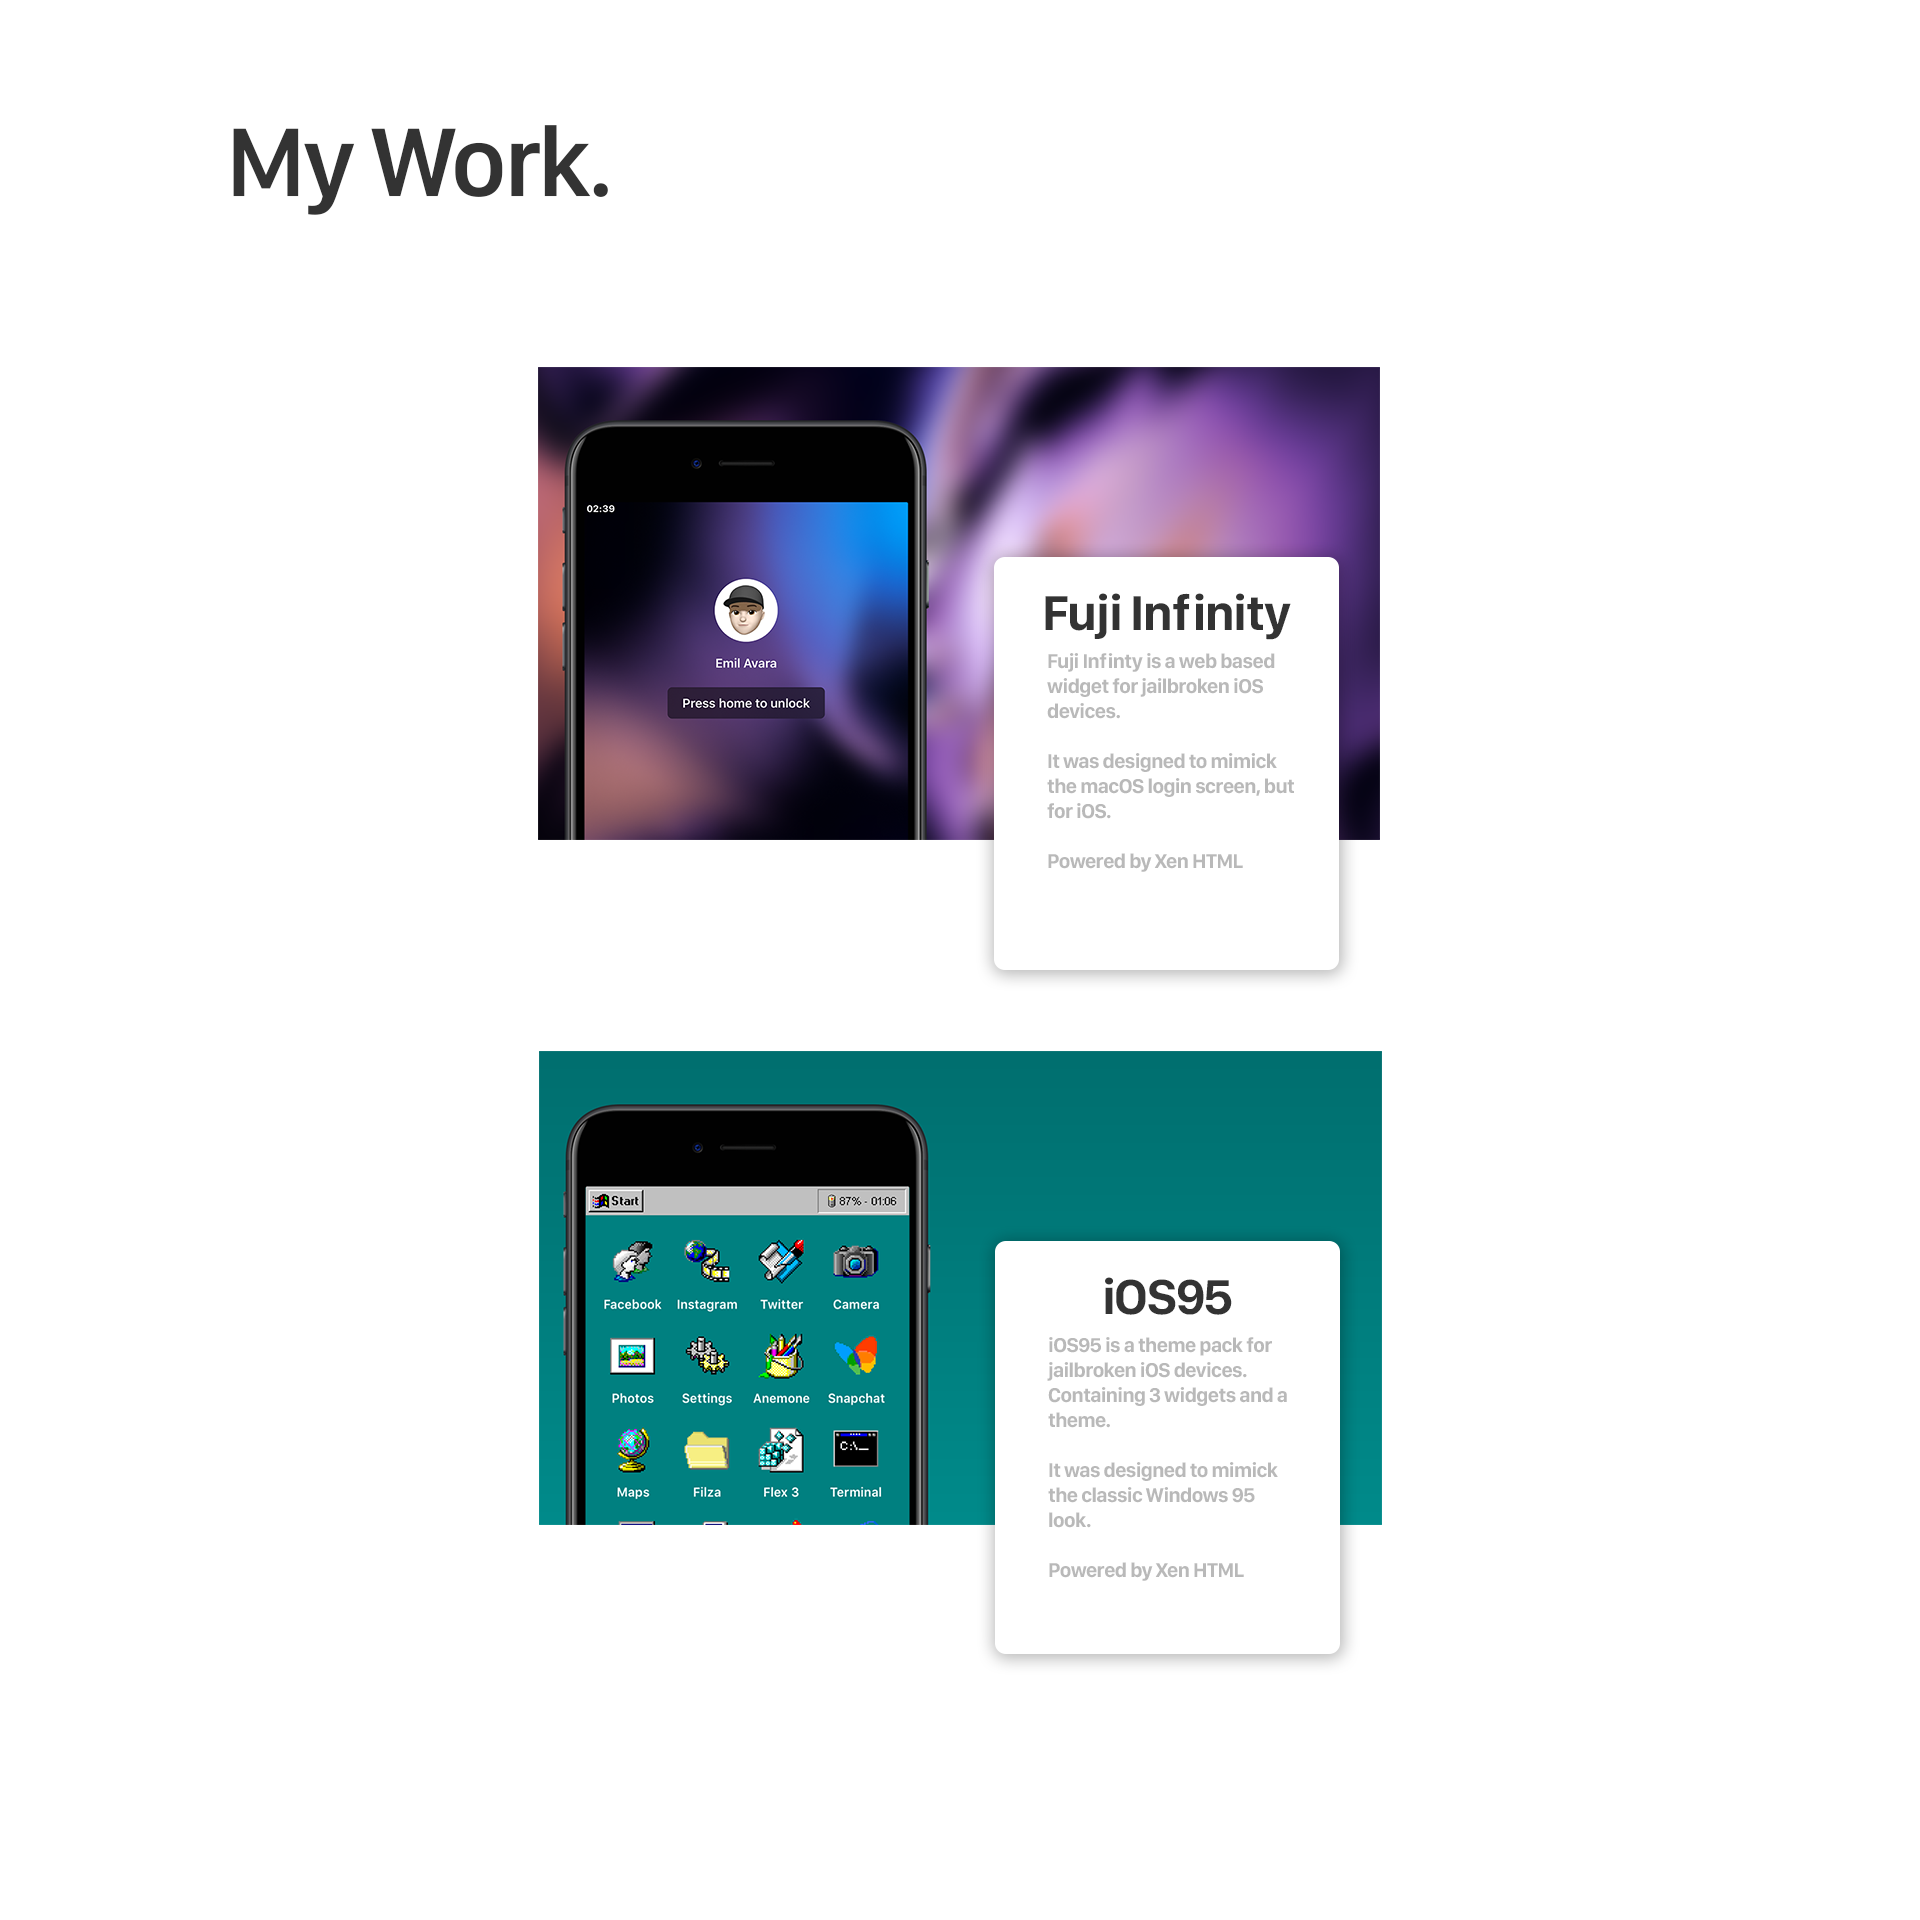 My Work.
02:39
Emil Avara
Press home to unlock
Fuji Infinity
Fuji Infinty is a web based
widget for jailbroken iOS
devices.
It was designed to mimick
the macOS login screen, but
for iOS.
Powered by Xen HTML
Start
87% - 01:06
Facebook Instagram Twitter Camera
Photos Settings Anemone Snapchat
C:\_
Maps Filza Flex 3 Terminal
iOS95
iOS95 is a theme pack for
jailbroken iOS devices.
Containing 3 widgets and a
theme.
It was designed to mimick
the classic Windows 95
look.
Powered by Xen HTML